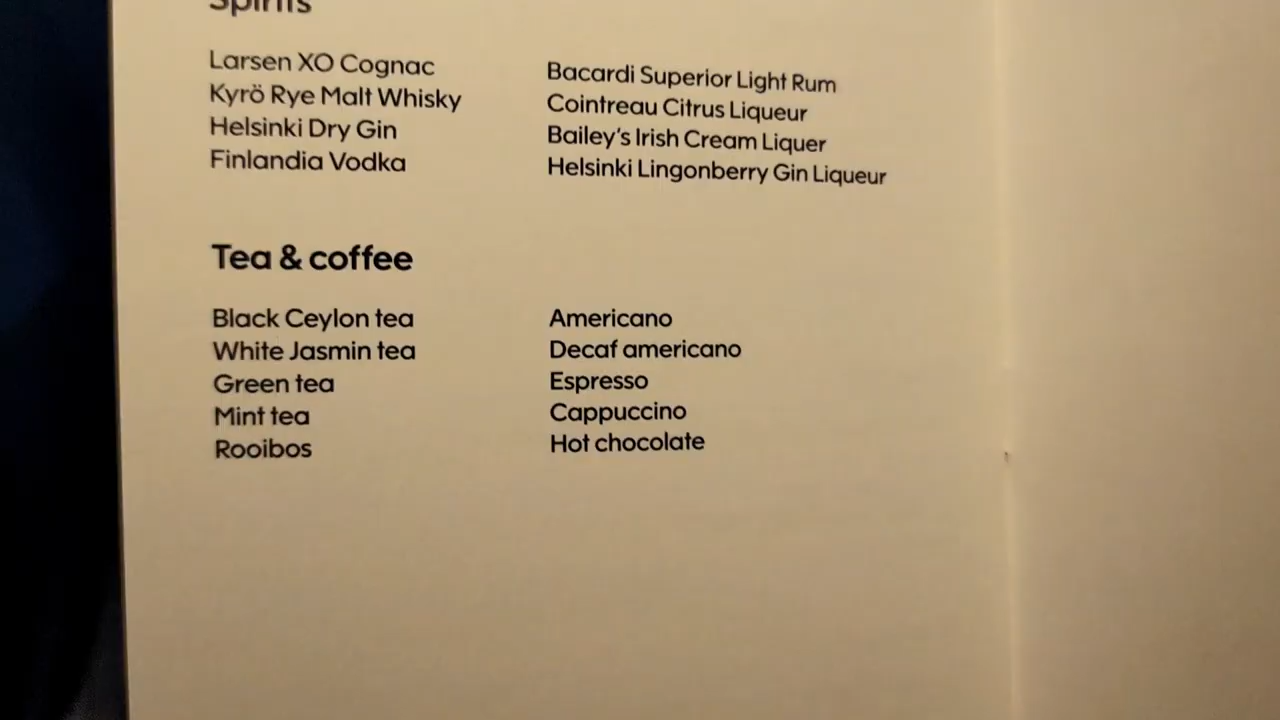 Spirits
Larsen XO Cognac
Kyrö Rye Malt Whisky
Helsinki Dry Gin
Finlandia Vodka
Bacardi Superior Light Rum
Cointreau Citrus Liqueur
Bailey's Irish Cream Liquer
Helsinki Lingonberry Gin Liqueur
Tea & coffee
Black Ceylon tea
White Jasmin tea
Green tea
Mint tea
Rooibos
Americano
Decaf americano
Espresso
Cappuccino
Hot chocolate